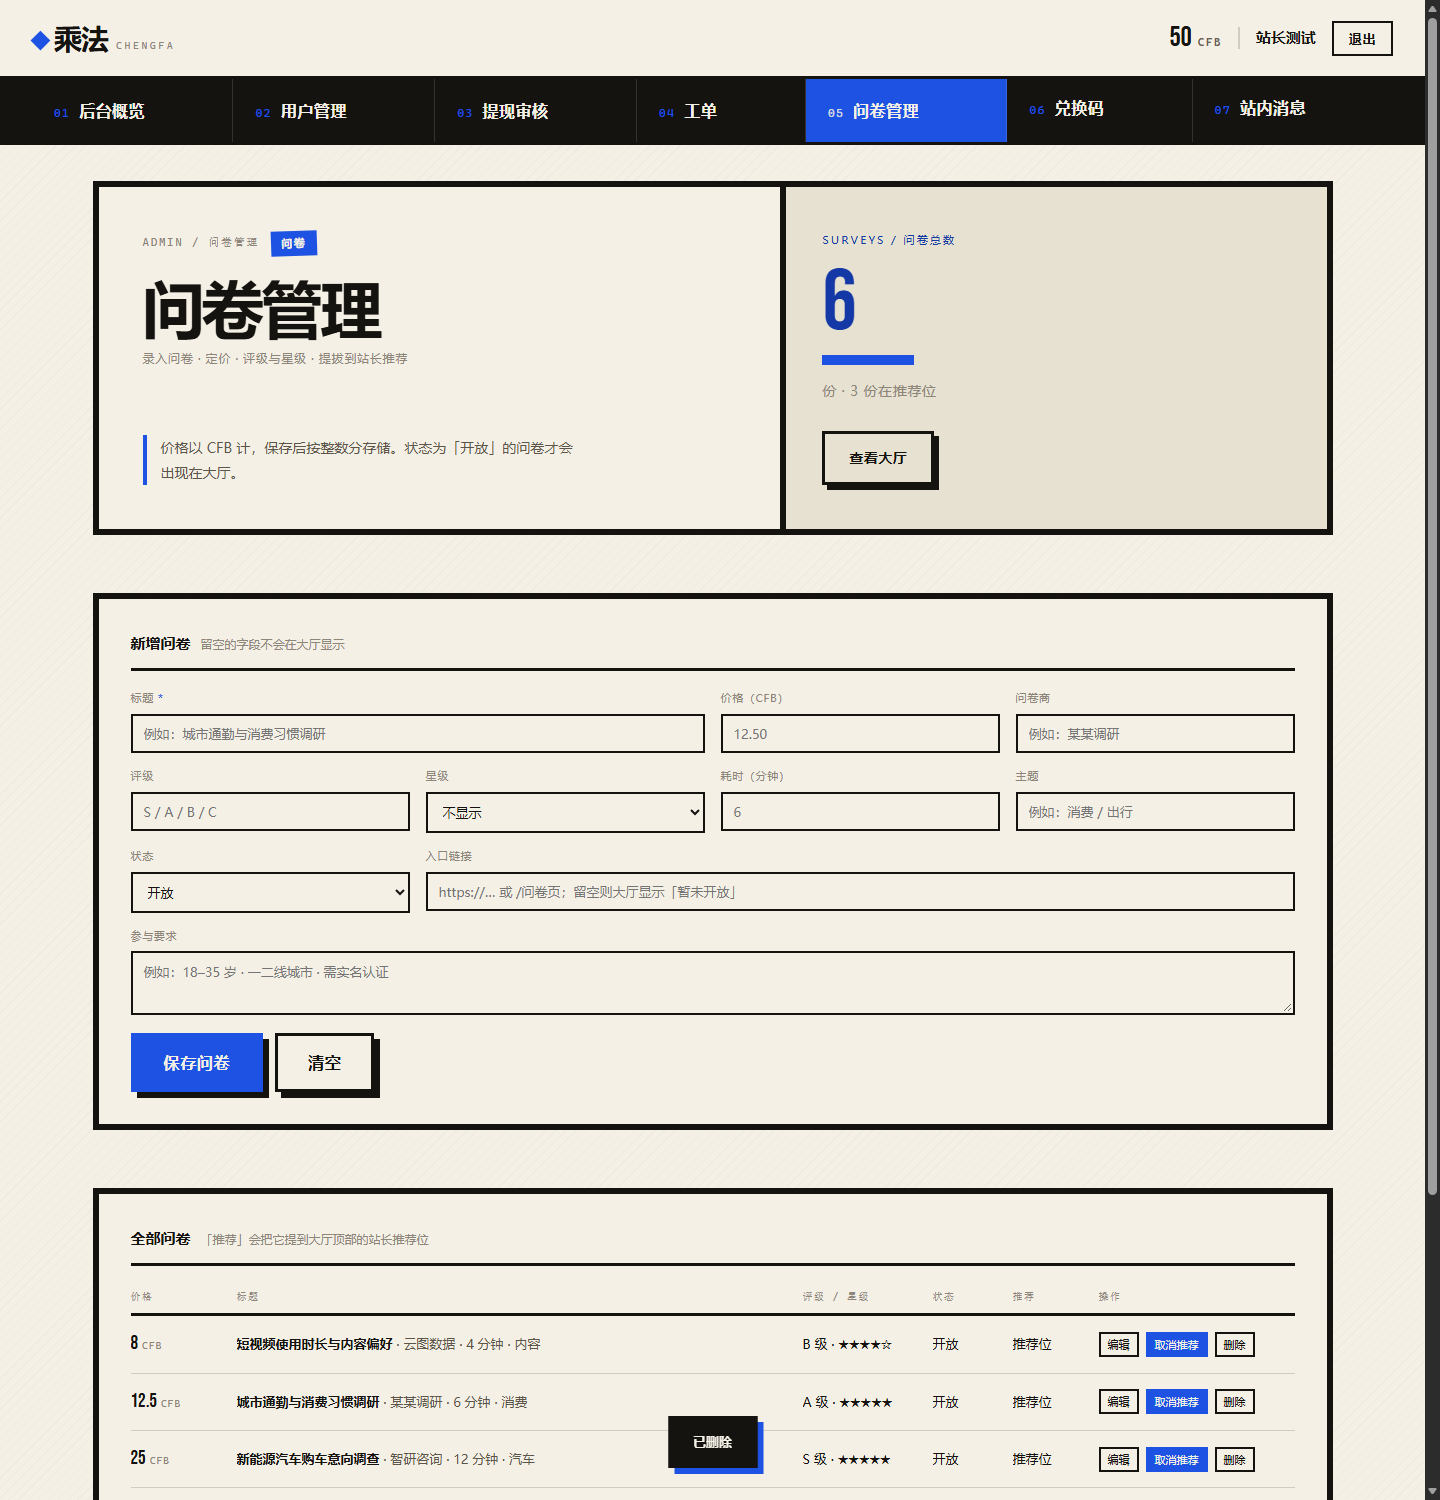 乘法 CHENGFA
50 CFB 站长测试 退出
01 后台概览 02 用户管理 03 提现审核 04 工单 05 问卷管理 06 兑换码 07 站内消息
ADMIN / 问卷管理 问卷
问卷管理
录入问卷 · 定价 · 评级与星级 · 提拔到站长推荐
价格以 CFB 计，保存后按整数分存储。状态为「开放」的问卷才会
出现在大厅。
SURVEYS / 问卷总数
6
份 · 3 份在推荐位
查看大厅
新增问卷 留空的字段不会在大厅显示
标题 * 价格 (CFB) 问卷商
例如：城市通勤与消费习惯调研 12.50 例如：某某调研
评级 星级 耗时 (分钟) 主题
S / A / B / C 不显示 6 例如：消费 / 出行
状态 入口链接
开放 https://... 或 /问卷页；留空则大厅显示「暂未开放」
参与要求
例如：18–35 岁 · 一二线城市 · 需实名认证
保存问卷 清空
全部问卷 「推荐」会把它提到大厅顶部的站长推荐位
价格 标题 评级 / 星级 状态 推荐 操作
8 CFB 短视频使用时长与内容偏好 · 云图数据 · 4 分钟 · 内容 B 级 · ★★★★☆ 开放 推荐位 编辑 取消推荐 删除
12.5 CFB 城市通勤与消费习惯调研 · 某某调研 · 6 分钟 · 消费 A 级 · ★★★★★ 开放 推荐位 编辑 取消推荐 删除
已删除
25 CFB 新能源汽车购车意向调查 · 智研咨询 · 12 分钟 · 汽车 S 级 · ★★★★★ 开放 推荐位 编辑 取消推荐 删除